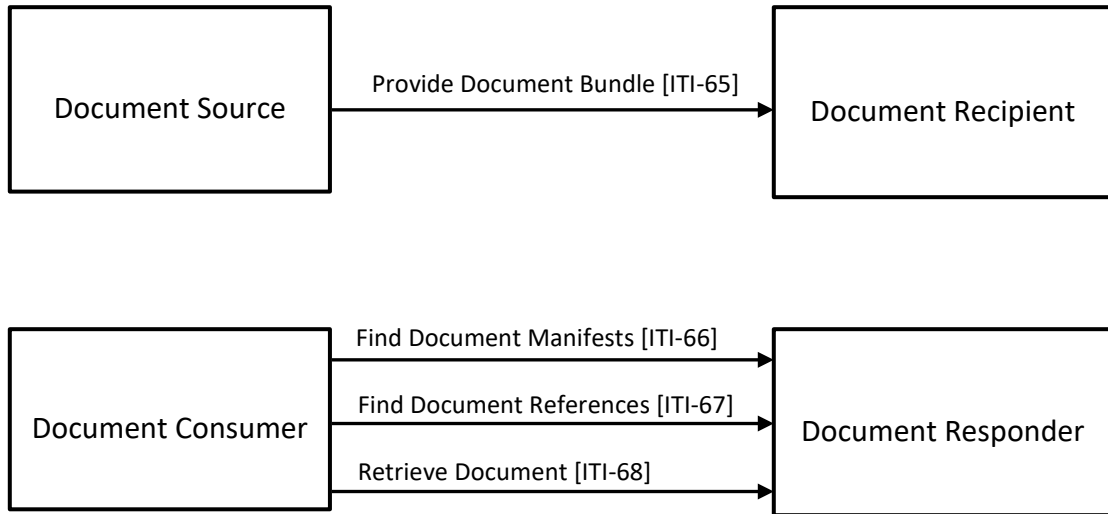 Document Source
Provide Document Bundle [ITI-65]
Document Recipient
Document Consumer
Find Document Manifests [ITI-66]
Find Document References [ITI-67]
Retrieve Document [ITI-68]
Document Responder